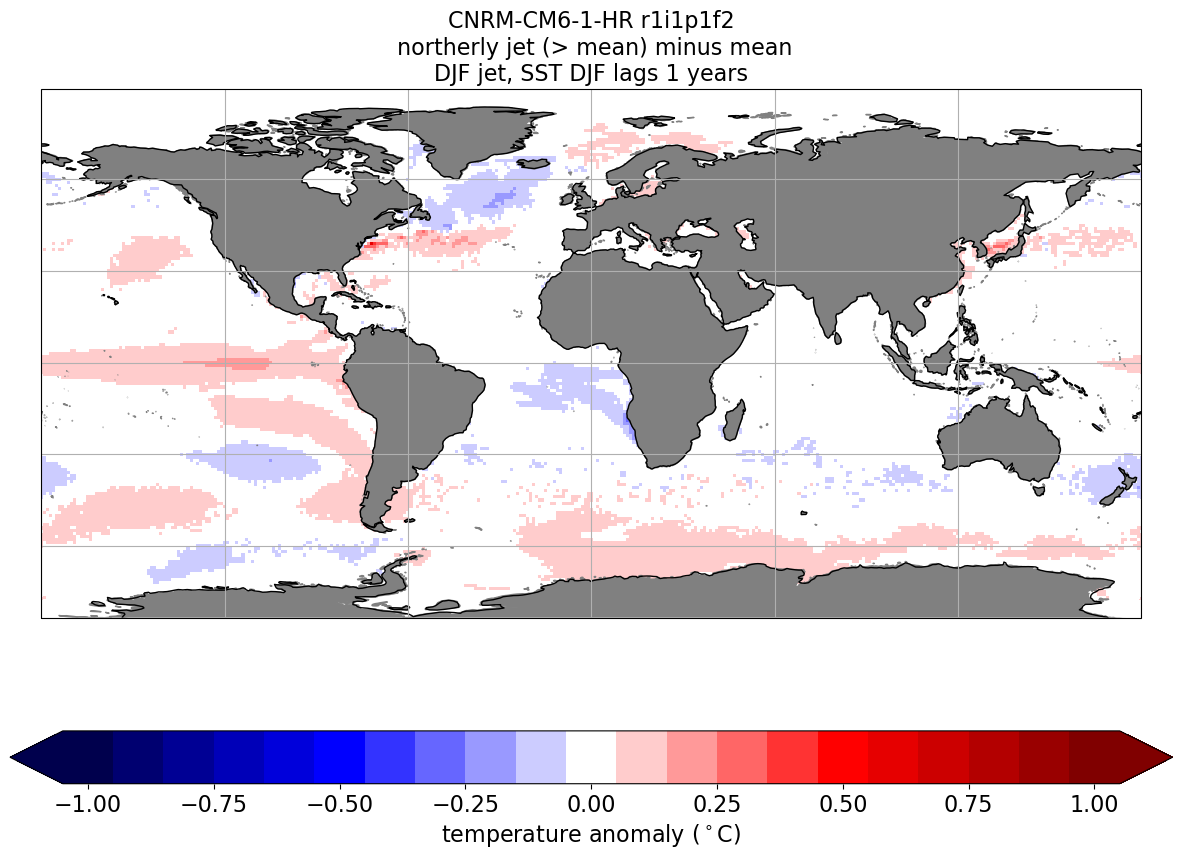 CNRM-CM6-1-HR r1i1p1f2
northerly jet (> mean) minus mean
DJF jet, SST DJF lags 1 years
−1.00 −0.75 −0.50 −0.25 0.00 0.25 0.50 0.75 1.00
temperature anomaly (°C)